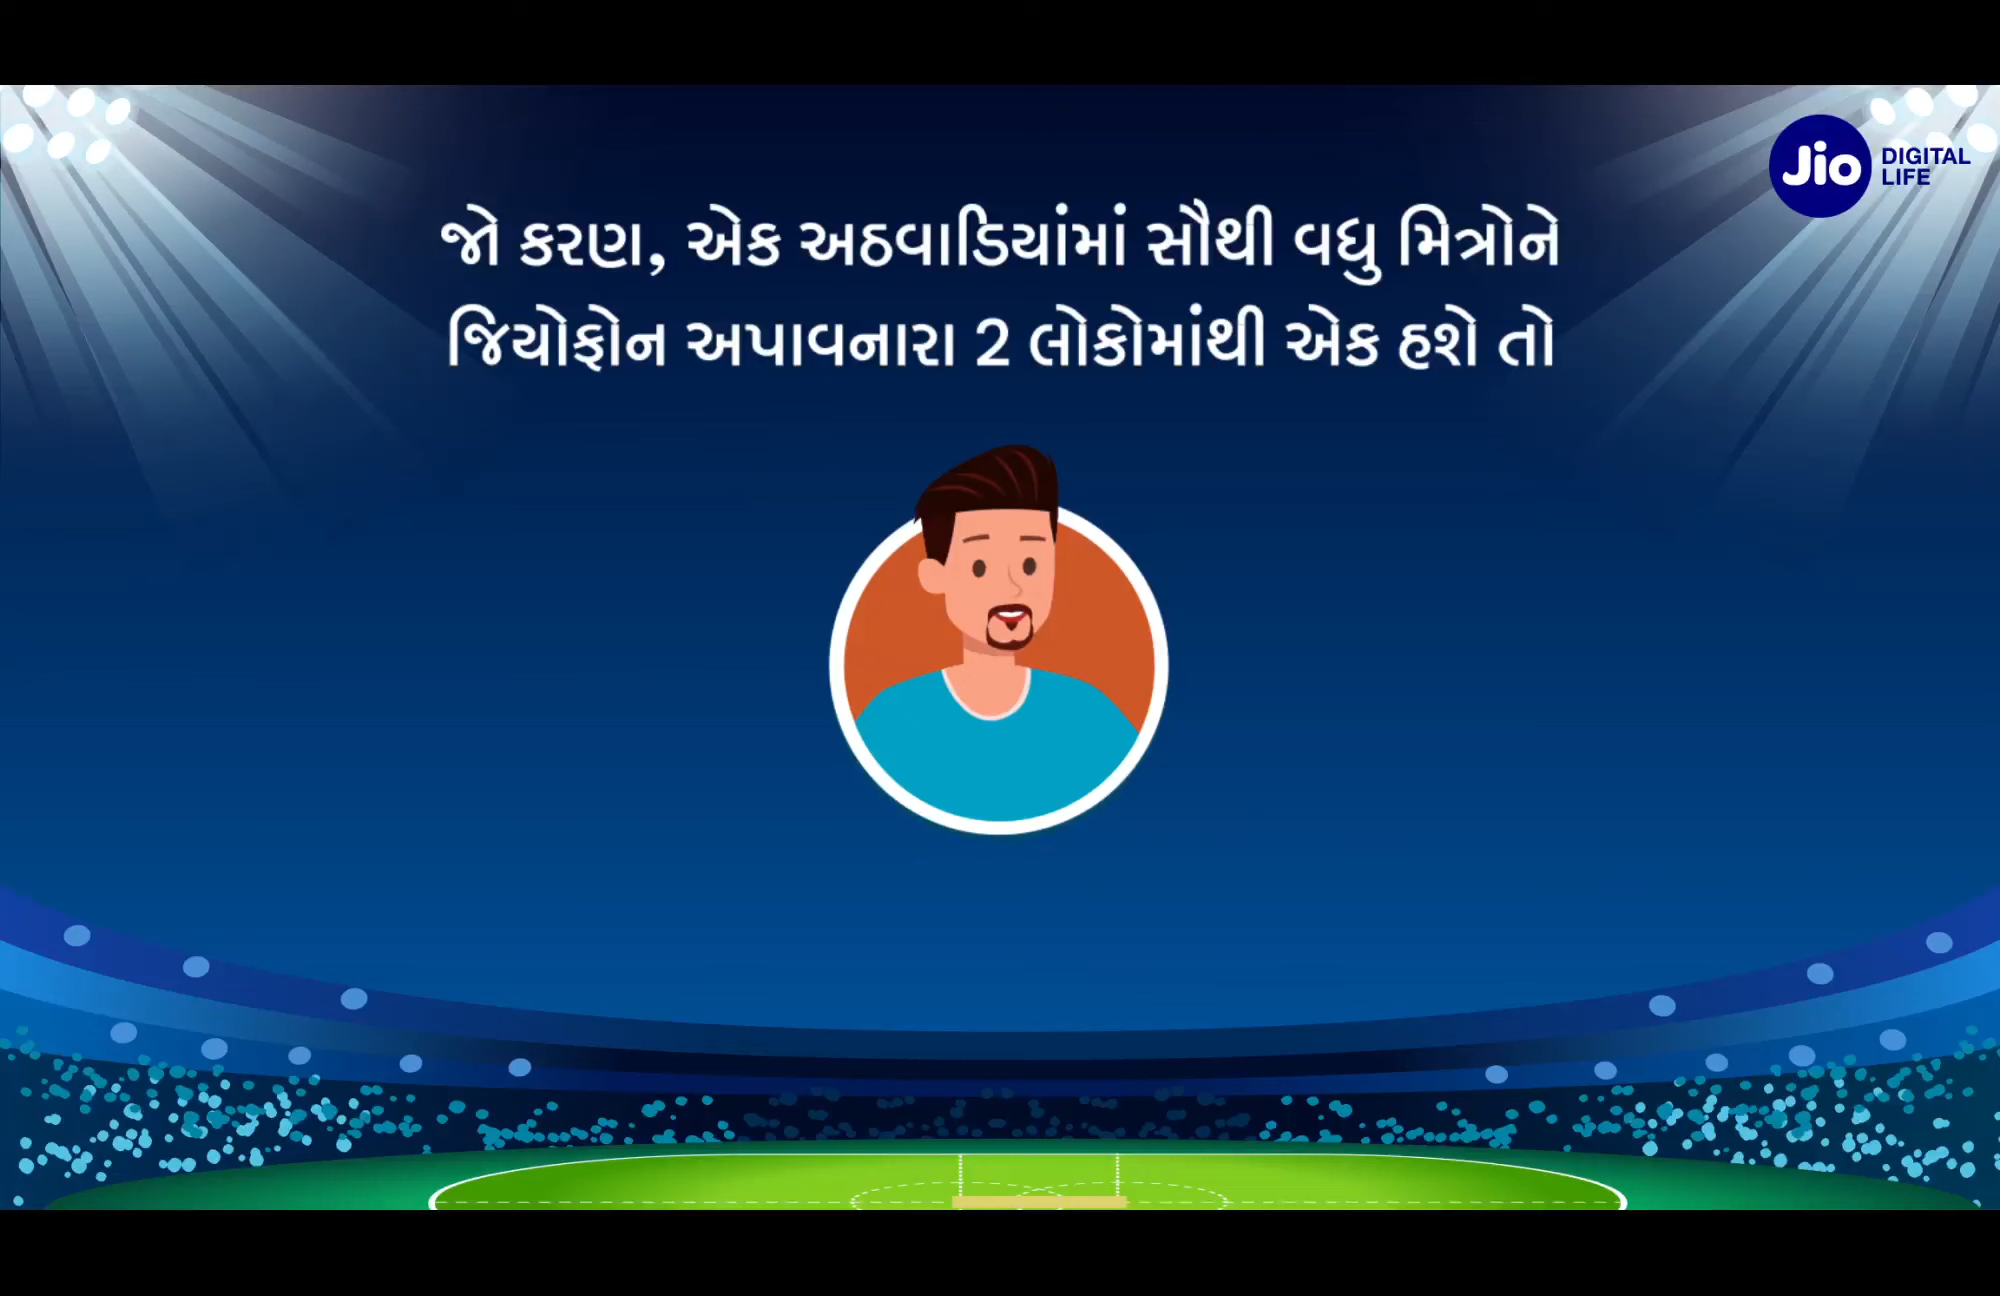 Jio DIGITAL
LIFE
જો કરણ, એક અઠવાડિયાંમાં સૌથી વધુ મિત્રોને
જિયોફોન અપાવનારા 2 લોકોમાંથી એક હશે તો